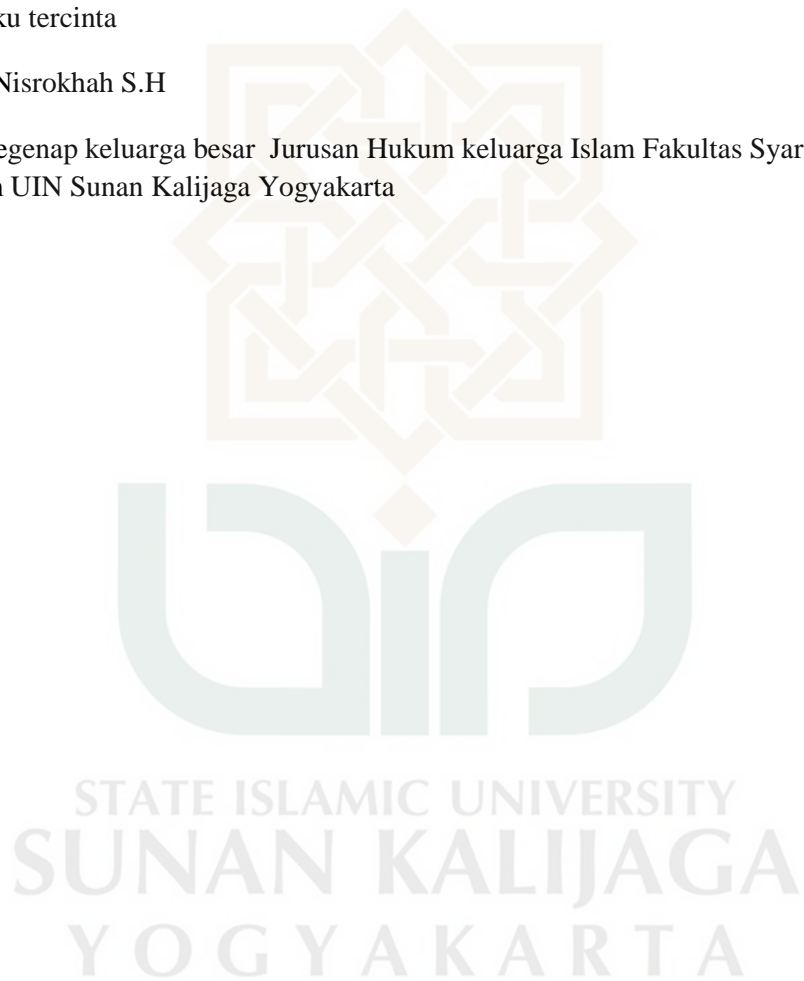 ku tercinta
Nisrokhah S.H
egenap keluarga besar Jurusan Hukum keluarga Islam Fakultas Syar
n UIN Sunan Kalijaga Yogyakarta
STATE ISLAMIC UNIVERSITY
SUNAN KALIJAGA
YOGYAKARTA